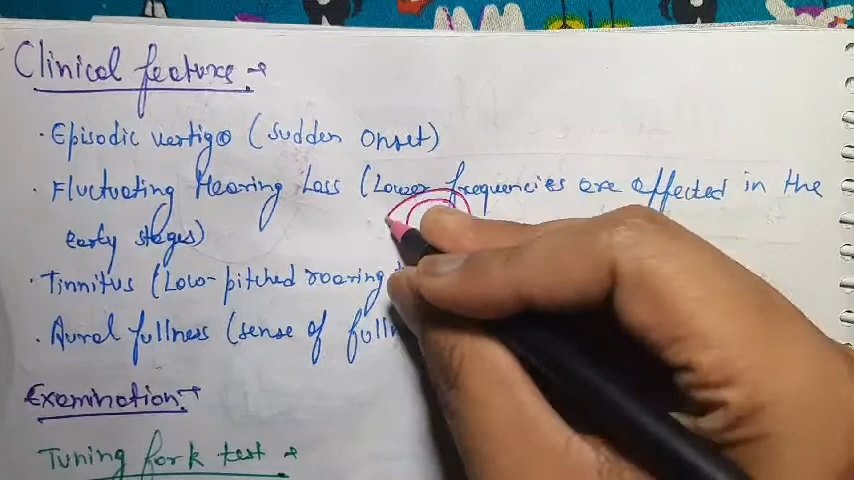 Clinical features →
· Episodic vertigo (sudden onset)
· Fluctuating Hearing Loss (Lower frequencies are affected in the
early stages)
· Tinnitus (Low-pitched roaring
· Aural fullness (sense of
Examination →
Tuning fork test →